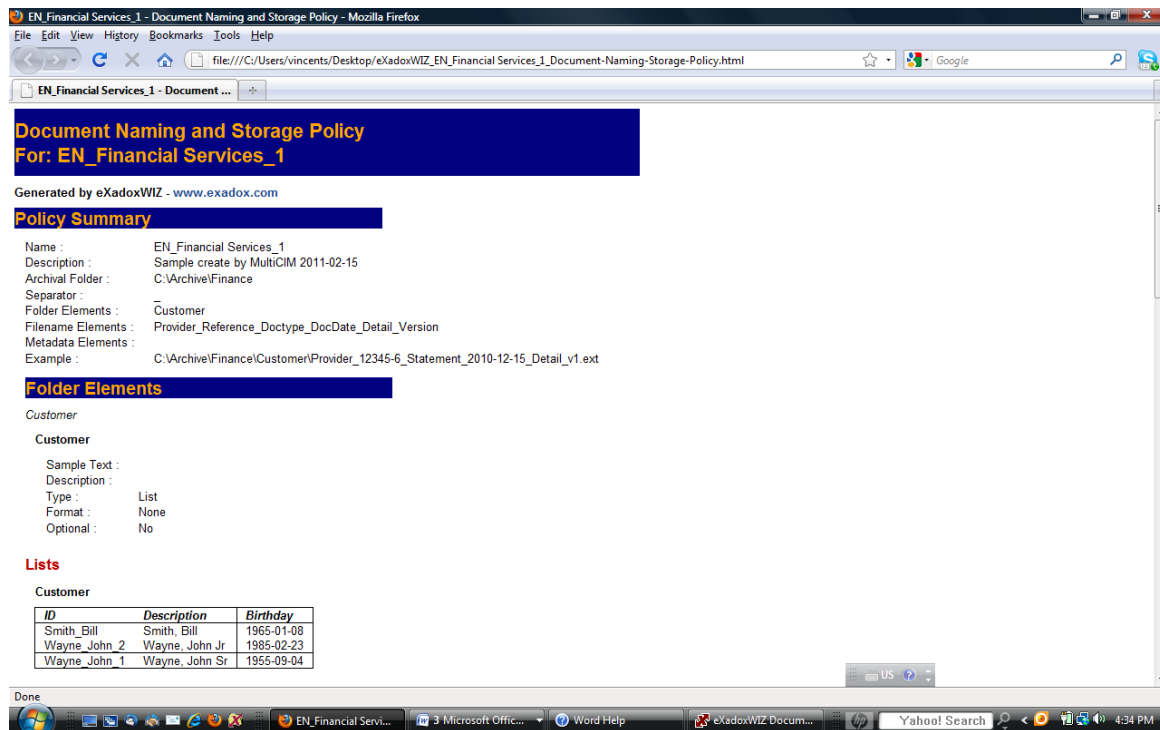 EN_Financial Services_1 - Document Naming and Storage Policy - Mozilla Firefox
File Edit View History Bookmarks Tools Help
file:///C:/Users/vincents/Desktop/eXadoxWIZ_EN_Financial Services_1_Document-Naming-Storage-Policy.html
Google
EN_Financial Services_1 - Document ...
Document Naming and Storage Policy
For: EN_Financial Services_1
Generated by eXadoxWIZ - www.exadox.com
Policy Summary
Name : EN_Financial Services_1
Description : Sample create by MultiCIM 2011-02-15
Archival Folder : C:\Archive\Finance
Separator : _
Folder Elements : Customer
Filename Elements : Provider_Reference_Doctype_DocDate_Detail_Version
Metadata Elements :
Example : C:\Archive\Finance\Customer\Provider_12345-6_Statement_2010-12-15_Detail_v1.ext
Folder Elements
Customer
Customer
Sample Text :
Description :
Type : List
Format : None
Optional : No
Lists
Customer
ID Description Birthday
Smith_Bill Smith, Bill 1965-01-08
Wayne_John_2 Wayne, John Jr 1985-02-23
Wayne_John_1 Wayne, John Sr 1955-09-04
US
Done
EN_Financial Servi... 3 Microsoft Offic... Word Help eXadoxWIZ Docum... hp Yahoo! Search 4:34 PM